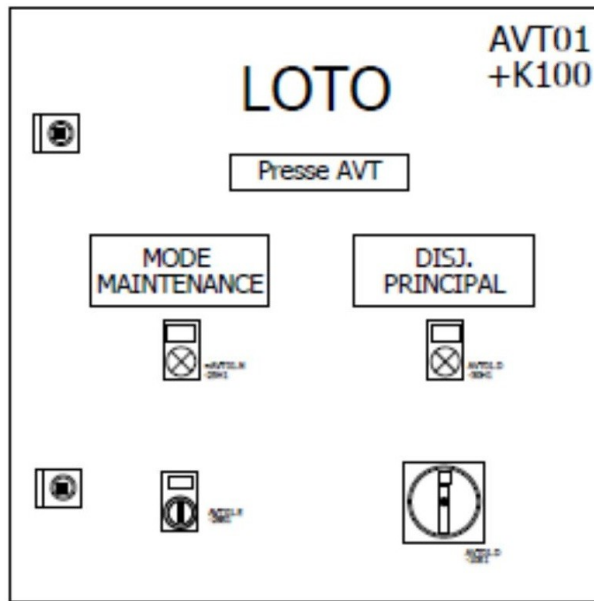 AVT01
+K100
LOTO
Presse AVT
MODE
MAINTENANCE
DISJ.
PRINCIPAL